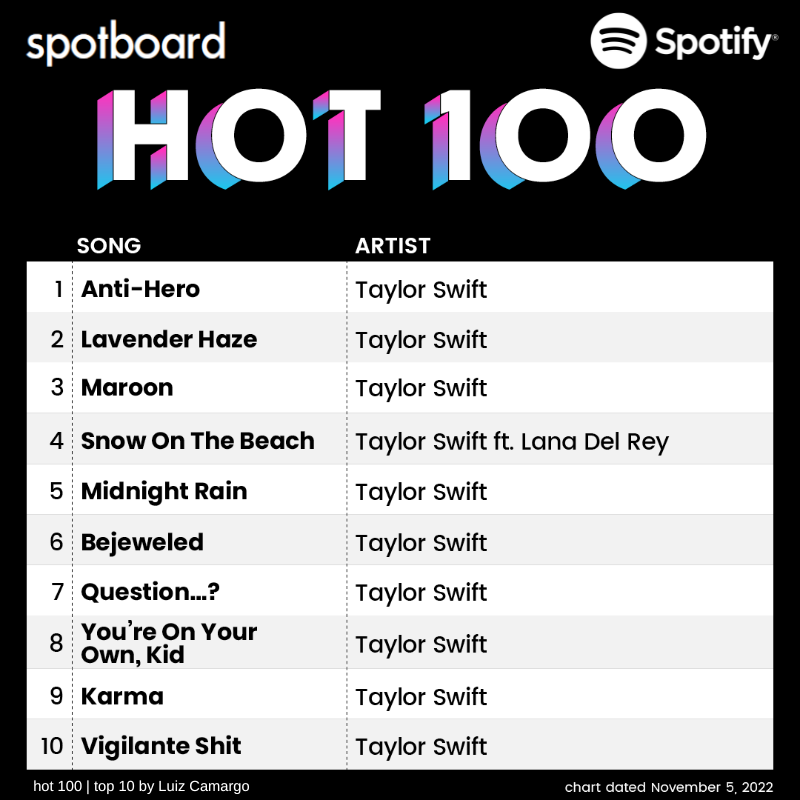 spotboard
Spotify®
HOT 100
SONG ARTIST
1 Anti-Hero Taylor Swift
2 Lavender Haze Taylor Swift
3 Maroon Taylor Swift
4 Snow On The Beach Taylor Swift ft. Lana Del Rey
5 Midnight Rain Taylor Swift
6 Bejeweled Taylor Swift
7 Question...? Taylor Swift
8 You're On Your
Own, Kid Taylor Swift
9 Karma Taylor Swift
10 Vigilante Shit Taylor Swift
hot 100 | top 10 by Luiz Camargo
chart dated November 5, 2022